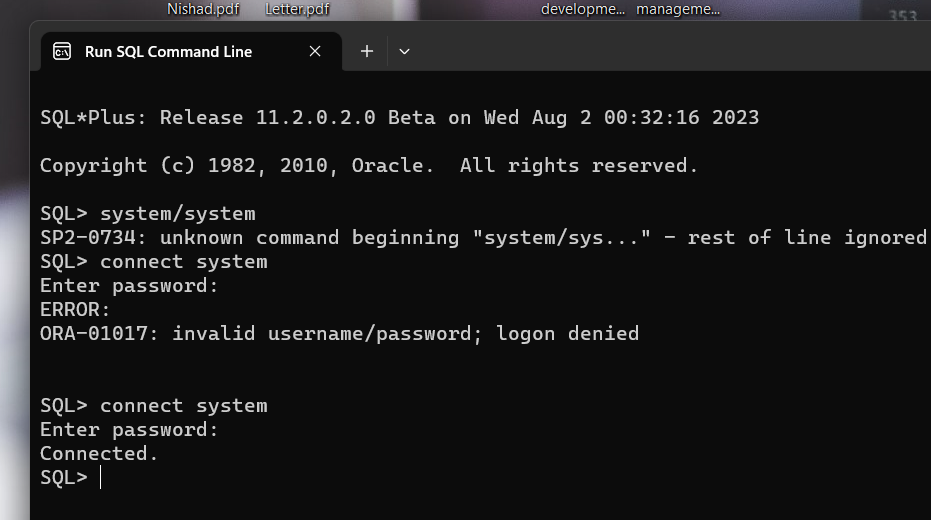 Nishad.pdf Letter.pdf developme... manageme...
353
Run SQL Command Line
SQL*Plus: Release 11.2.0.2.0 Beta on Wed Aug 2 00:32:16 2023
Copyright (c) 1982, 2010, Oracle.  All rights reserved.
SQL> system/system
SP2-0734: unknown command beginning "system/sys..." - rest of line ignored
SQL> connect system
Enter password:
ERROR:
ORA-01017: invalid username/password; logon denied
SQL> connect system
Enter password:
Connected.
SQL>